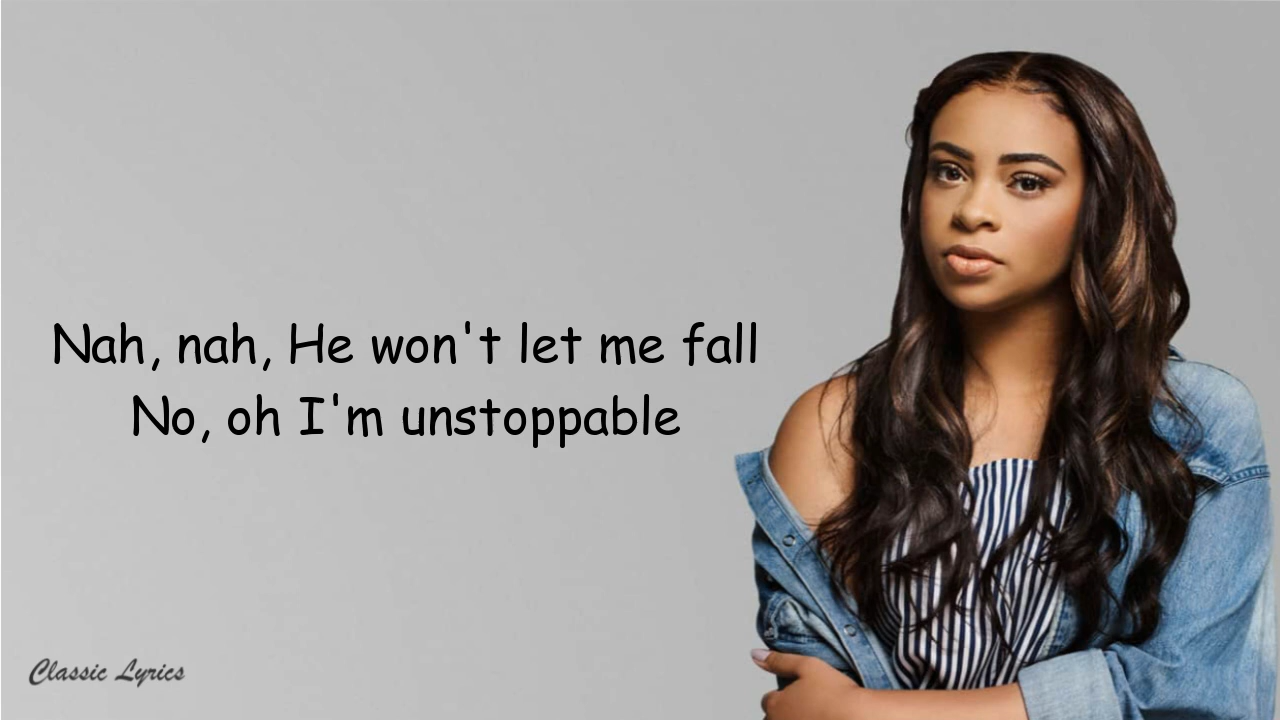 Nah, nah, He won't let me fall
No, oh I'm unstoppable
Classic Lyrics